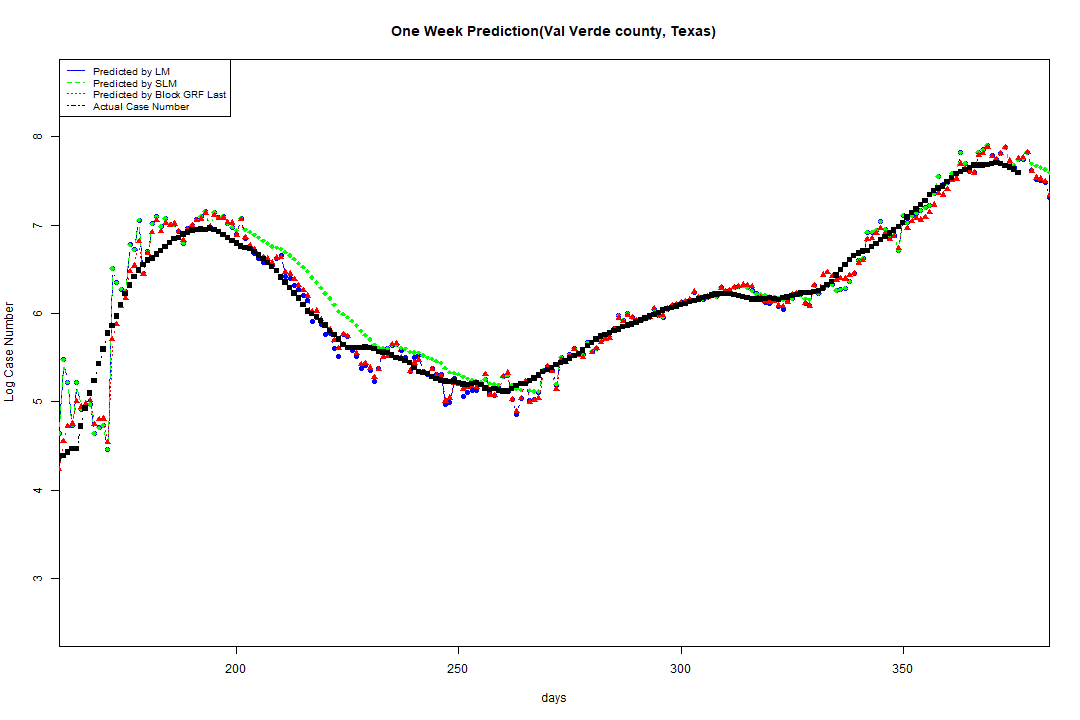 One Week Prediction(Val Verde county, Texas)
Predicted by LM
Predicted by SLM
Predicted by Block GRF Last
Actual Case Number
8
7
6
5
4
3
Log Case Number
200 250 300 350
days